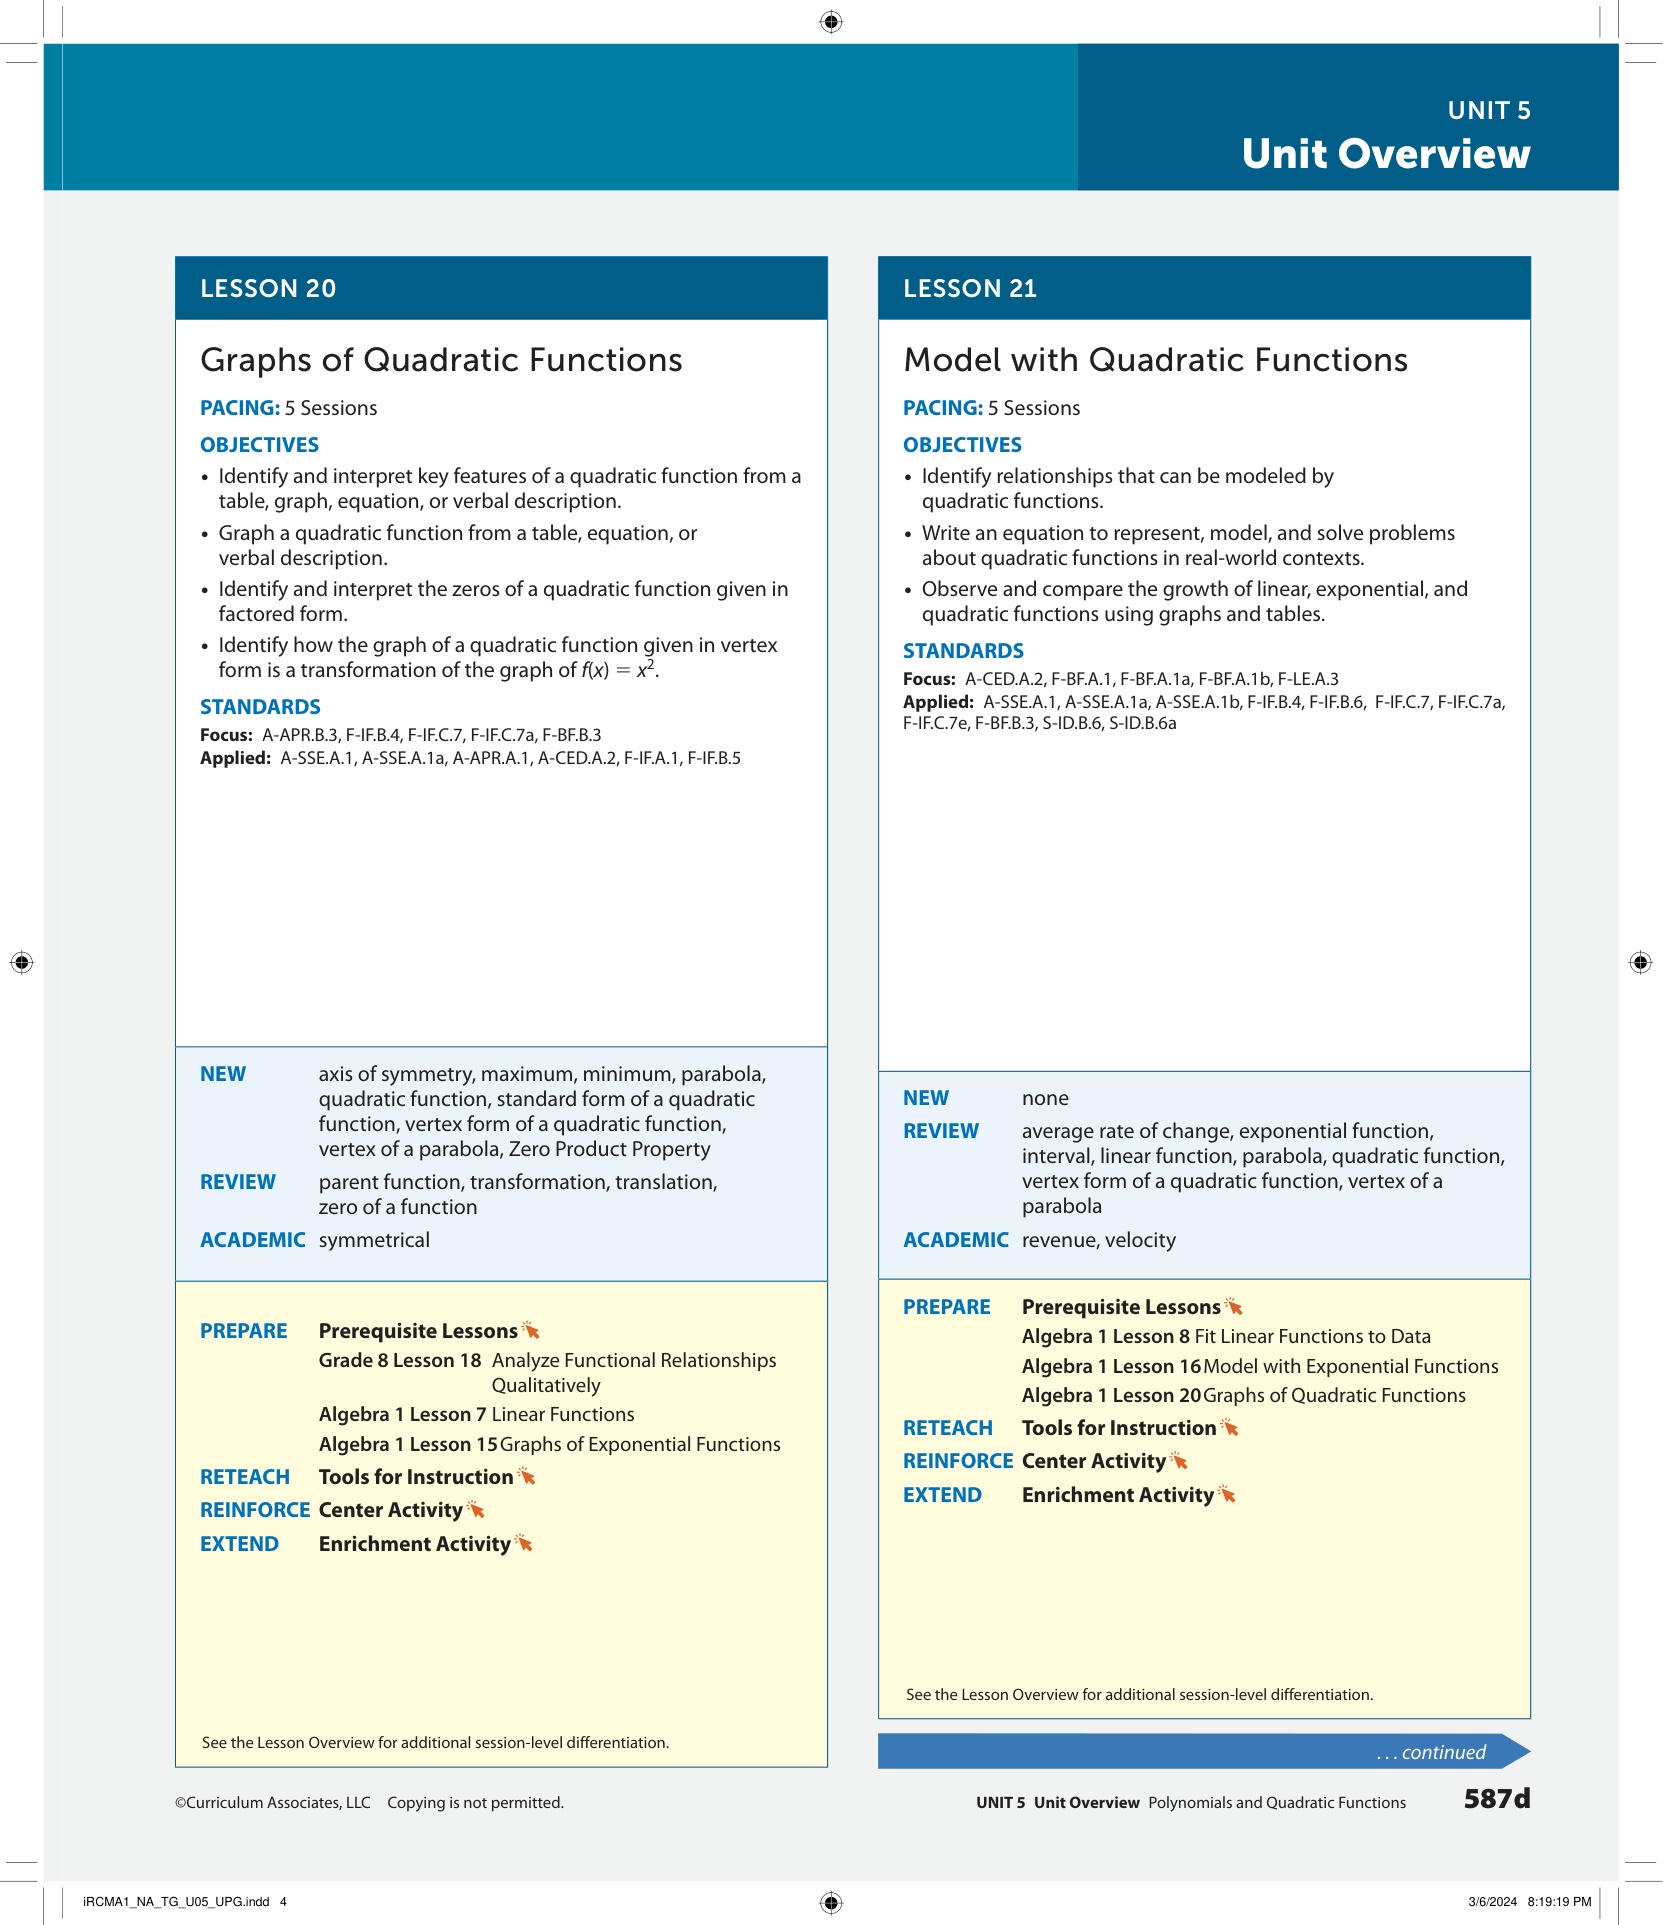 UNIT 5
Unit Overview
LESSON 20
Graphs of Quadratic Functions
PACING: 5 Sessions
OBJECTIVES
• Identify and interpret key features of a quadratic function from a
table, graph, equation, or verbal description.
• Graph a quadratic function from a table, equation, or
verbal description.
• Identify and interpret the zeros of a quadratic function given in
factored form.
• Identify how the graph of a quadratic function given in vertex
form is a transformation of the graph of f(x) = x².
STANDARDS
Focus: A-APR.B.3, F-IF.B.4, F-IF.C.7, F-IF.C.7a, F-BF.B.3
Applied: A-SSE.A.1, A-SSE.A.1a, A-APR.A.1, A-CED.A.2, F-IF.A.1, F-IF.B.5
NEW axis of symmetry, maximum, minimum, parabola,
quadratic function, standard form of a quadratic
function, vertex form of a quadratic function,
vertex of a parabola, Zero Product Property
REVIEW parent function, transformation, translation,
zero of a function
ACADEMIC symmetrical
PREPARE Prerequisite Lessons
Grade 8 Lesson 18 Analyze Functional Relationships
Qualitatively
Algebra 1 Lesson 7 Linear Functions
Algebra 1 Lesson 15 Graphs of Exponential Functions
RETEACH Tools for Instruction
REINFORCE Center Activity
EXTEND Enrichment Activity
See the Lesson Overview for additional session-level differentiation.
LESSON 21
Model with Quadratic Functions
PACING: 5 Sessions
OBJECTIVES
• Identify relationships that can be modeled by
quadratic functions.
• Write an equation to represent, model, and solve problems
about quadratic functions in real-world contexts.
• Observe and compare the growth of linear, exponential, and
quadratic functions using graphs and tables.
STANDARDS
Focus: A-CED.A.2, F-BF.A.1, F-BF.A.1a, F-BF.A.1b, F-LE.A.3
Applied: A-SSE.A.1, A-SSE.A.1a, A-SSE.A.1b, F-IF.B.4, F-IF.B.6, F-IF.C.7, F-IF.C.7a,
F-IF.C.7e, F-BF.B.3, S-ID.B.6, S-ID.B.6a
NEW none
REVIEW average rate of change, exponential function,
interval, linear function, parabola, quadratic function,
vertex form of a quadratic function, vertex of a
parabola
ACADEMIC revenue, velocity
PREPARE Prerequisite Lessons
Algebra 1 Lesson 8 Fit Linear Functions to Data
Algebra 1 Lesson 16 Model with Exponential Functions
Algebra 1 Lesson 20 Graphs of Quadratic Functions
RETEACH Tools for Instruction
REINFORCE Center Activity
EXTEND Enrichment Activity
See the Lesson Overview for additional session-level differentiation.
. . . continued
©Curriculum Associates, LLC Copying is not permitted.
UNIT 5 Unit Overview Polynomials and Quadratic Functions 587d
iRCMA1_NA_TG_U05_UPG.indd 4
3/6/2024 8:19:19 PM